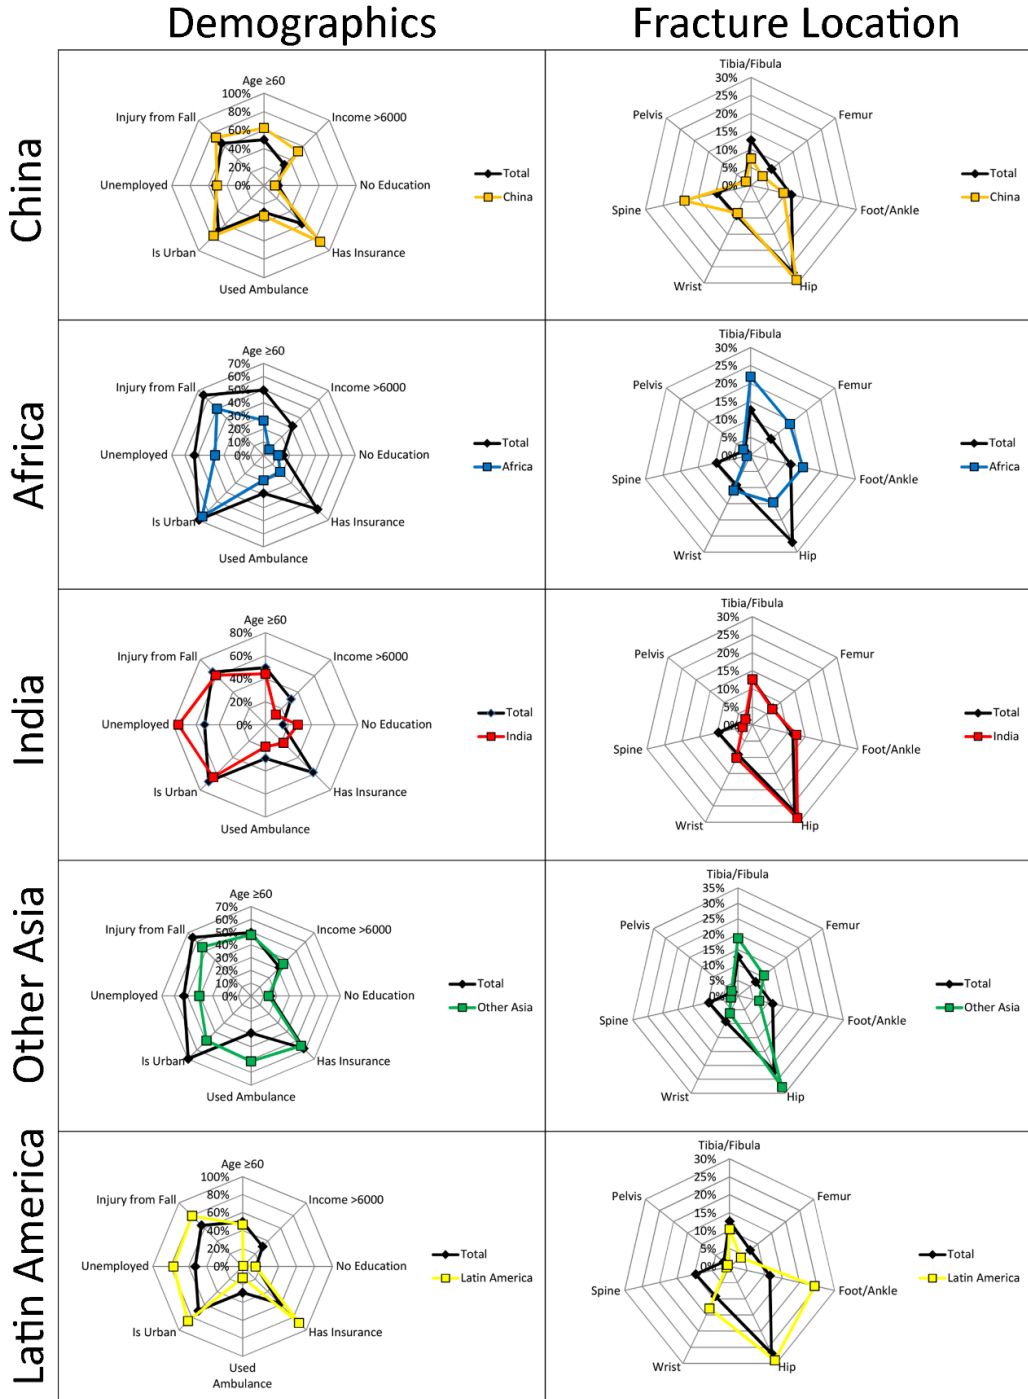 Demographics
Fracture Location
China
Age ≥60
100%
80%
60%
40%
20%
0%
Income >6000
No Education
Has Insurance
Used Ambulance
Is Urban
Unemployed
Injury from Fall
Total
China
Tibia/Fibula
30%
25%
20%
15%
10%
5%
0%
Femur
Foot/Ankle
Hip
Wrist
Spine
Pelvis
Total
China
Africa
Age ≥60
70%
60%
50%
40%
30%
20%
10%
0%
Income >6000
No Education
Has Insurance
Used Ambulance
Is Urban
Unemployed
Injury from Fall
Total
Africa
Tibia/Fibula
30%
25%
20%
15%
10%
5%
0%
Femur
Foot/Ankle
Hip
Wrist
Spine
Pelvis
Total
Africa
India
Age ≥60
80%
60%
40%
20%
0%
Income >6000
No Education
Has Insurance
Used Ambulance
Is Urban
Unemployed
Injury from Fall
Total
India
Tibia/Fibula
30%
25%
20%
15%
10%
5%
0%
Femur
Foot/Ankle
Hip
Wrist
Spine
Pelvis
Total
India
Other Asia
Age ≥60
70%
60%
50%
40%
30%
20%
10%
0%
Income >6000
No Education
Has Insurance
Used Ambulance
Is Urban
Unemployed
Injury from Fall
Total
Other Asia
Tibia/Fibula
35%
30%
25%
20%
15%
10%
5%
0%
Femur
Foot/Ankle
Hip
Wrist
Spine
Pelvis
Total
Other Asia
Latin America
Age ≥60
100%
80%
60%
40%
20%
0%
Income >6000
No Education
Has Insurance
Used
Ambulance
Is Urban
Unemployed
Injury from Fall
Total
Latin America
Tibia/Fibula
30%
25%
20%
15%
10%
5%
0%
Femur
Foot/Ankle
Hip
Wrist
Spine
Pelvis
Total
Latin America